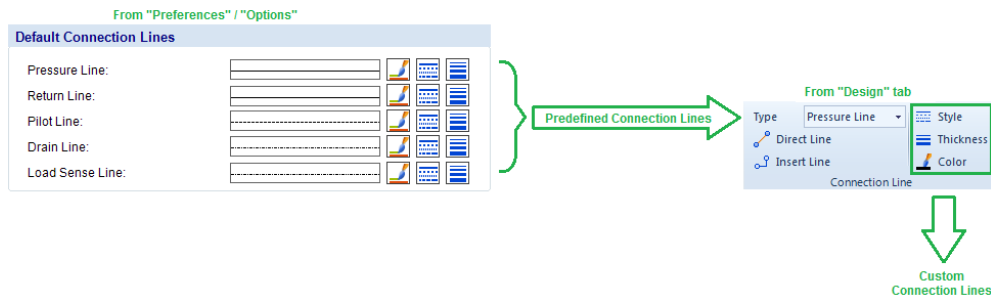 From "Preferences" / "Options"
Default Connection Lines
Pressure Line:
Return Line:
Pilot Line:
Drain Line:
Load Sense Line:
Predefined Connection Lines
From "Design" tab
Type Pressure Line Style
Direct Line Thickness
Insert Line Color
Connection Line
Custom
Connection Lines